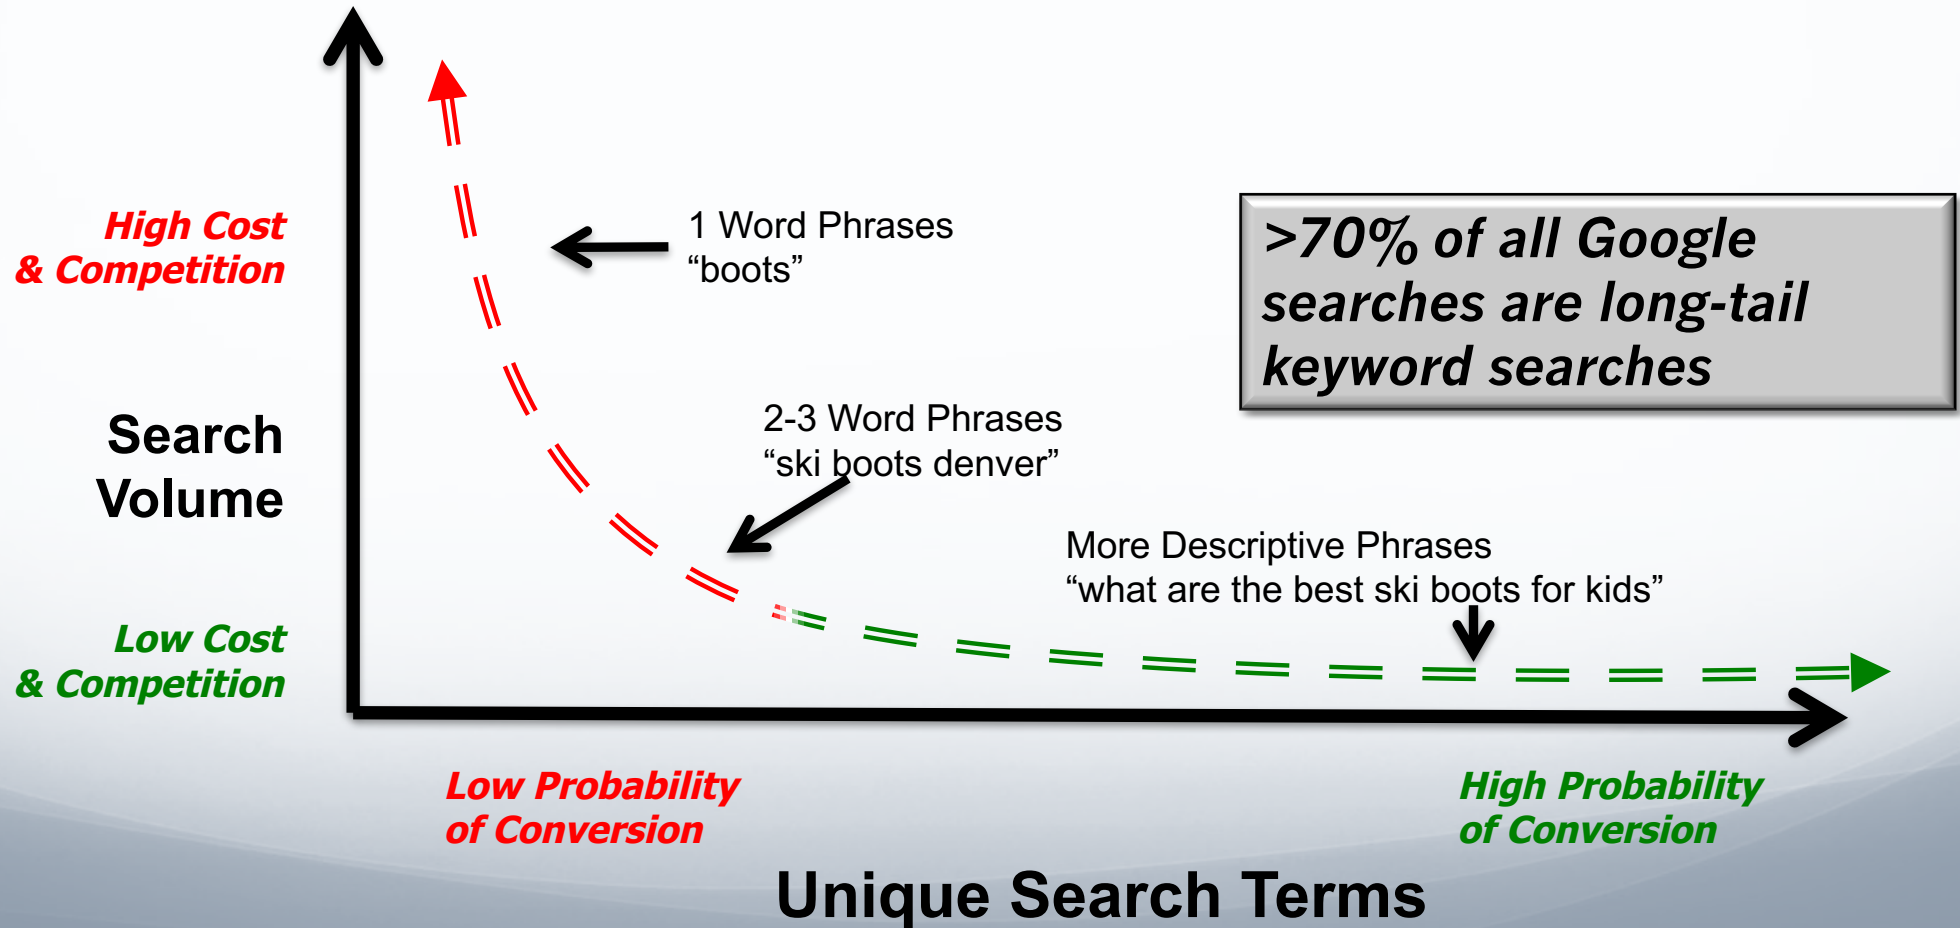 High Cost
& Competition
1 Word Phrases
“boots”
>70% of all Google
searches are long-tail
keyword searches
Search
Volume
2-3 Word Phrases
“ski boots denver”
More Descriptive Phrases
“what are the best ski boots for kids”
Low Cost
& Competition
Low Probability
of Conversion
High Probability
of Conversion
Unique Search Terms